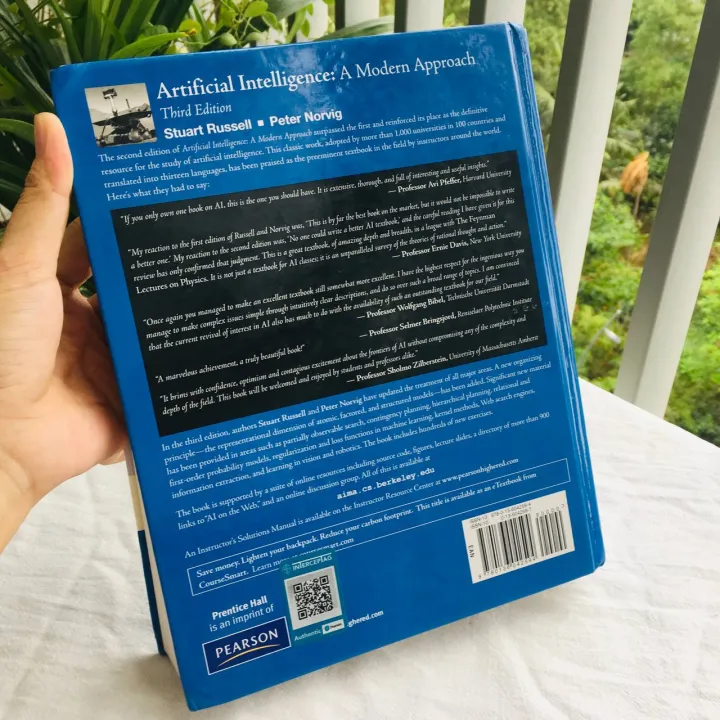 Artificial Intelligence: A Modern Approach
Third Edition
Stuart Russell ■ Peter Norvig
The second edition of Artificial Intelligence: A Modern Approach surpassed the first and reinforced its place as the definitive
resource for the study of artificial intelligence. This classic work, adopted by more than 1,000 universities in 100 countries and
translated into thirteen languages, has been praised as the prominent textbook in the field by instructors around the world.
Here's what they had to say:
"If you only own one book on AI, this is the one you should have. It is extensive, thorough, and full of interesting and useful insights."
— Professor Avi Pfeffer, Harvard University
"My reaction to the first edition of Russell and Norvig was, 'This is by far the best book on the market, but it would not be impossible to write
a better one.' My reaction to the second edition was, 'No one could write a better AI textbook,' and the careful reading I have given it for this
review has only confirmed that judgment. This is a great textbook, of amazing depth and breadth, in a league with The Feynman
Lectures on Physics. It is not just a textbook for AI classes; it is an unparalleled survey of the theories of rational thought and action."
— Professor Ernie Davis, New York University
"Once again you managed to make an excellent textbook still somewhat more excellent. I have the highest respect for the ingenious way you
manage to make complex issues simple through intuitively clear descriptions, and do so over such a broad range of topics. I am convinced
that the current revival of interest in AI also has much to do with the availability of such an outstanding textbook for our field."
— Professor Wolfgang Bibel, Technische Universität Darmstadt
"A marvelous achievement, a truly beautiful book!"
— Professor Selmer Bringsjord, Rensselaer Polytechnic Institute
"It brims with confidence, optimism and contagious excitement about the frontiers of AI without compromising any of the complexity and
depth of the field. This book will be welcomed and enjoyed by students and professors alike."
— Professor Shlomo Zilberstein, University of Massachusetts Amherst
In the third edition, authors Stuart Russell and Peter Norvig have updated the treatment of all major areas. A new organizing
principle—the representational dimension of atomic, factored, and structured models—has been added. Significant new material
has been provided in areas such as partially observable search, contingency planning, hierarchical planning, relational and
first-order probability models, regularization and loss functions in machine learning, kernel methods, Web search engines,
information extraction, and learning in vision and robotics. The book includes hundreds of new exercises.
The book is supported by a suite of online resources including source code, figures, lecture slides, a directory of more than 900
links to "AI on the Web," and an online discussion group. All of this is available at
aima.cs.berkeley.edu
An Instructor's Solutions Manual is available on the Instructor Resource Center at www.pearsonhighered.com
Save money. Lighten your backpack. Reduce your carbon footprint. This title is available as an eTextbook from
CourseSmart. Learn more
smart.com
NA3
Prentice Hall
is an imprint of
PEARSON
INTERCEPTAG
Authentic
ghered.com